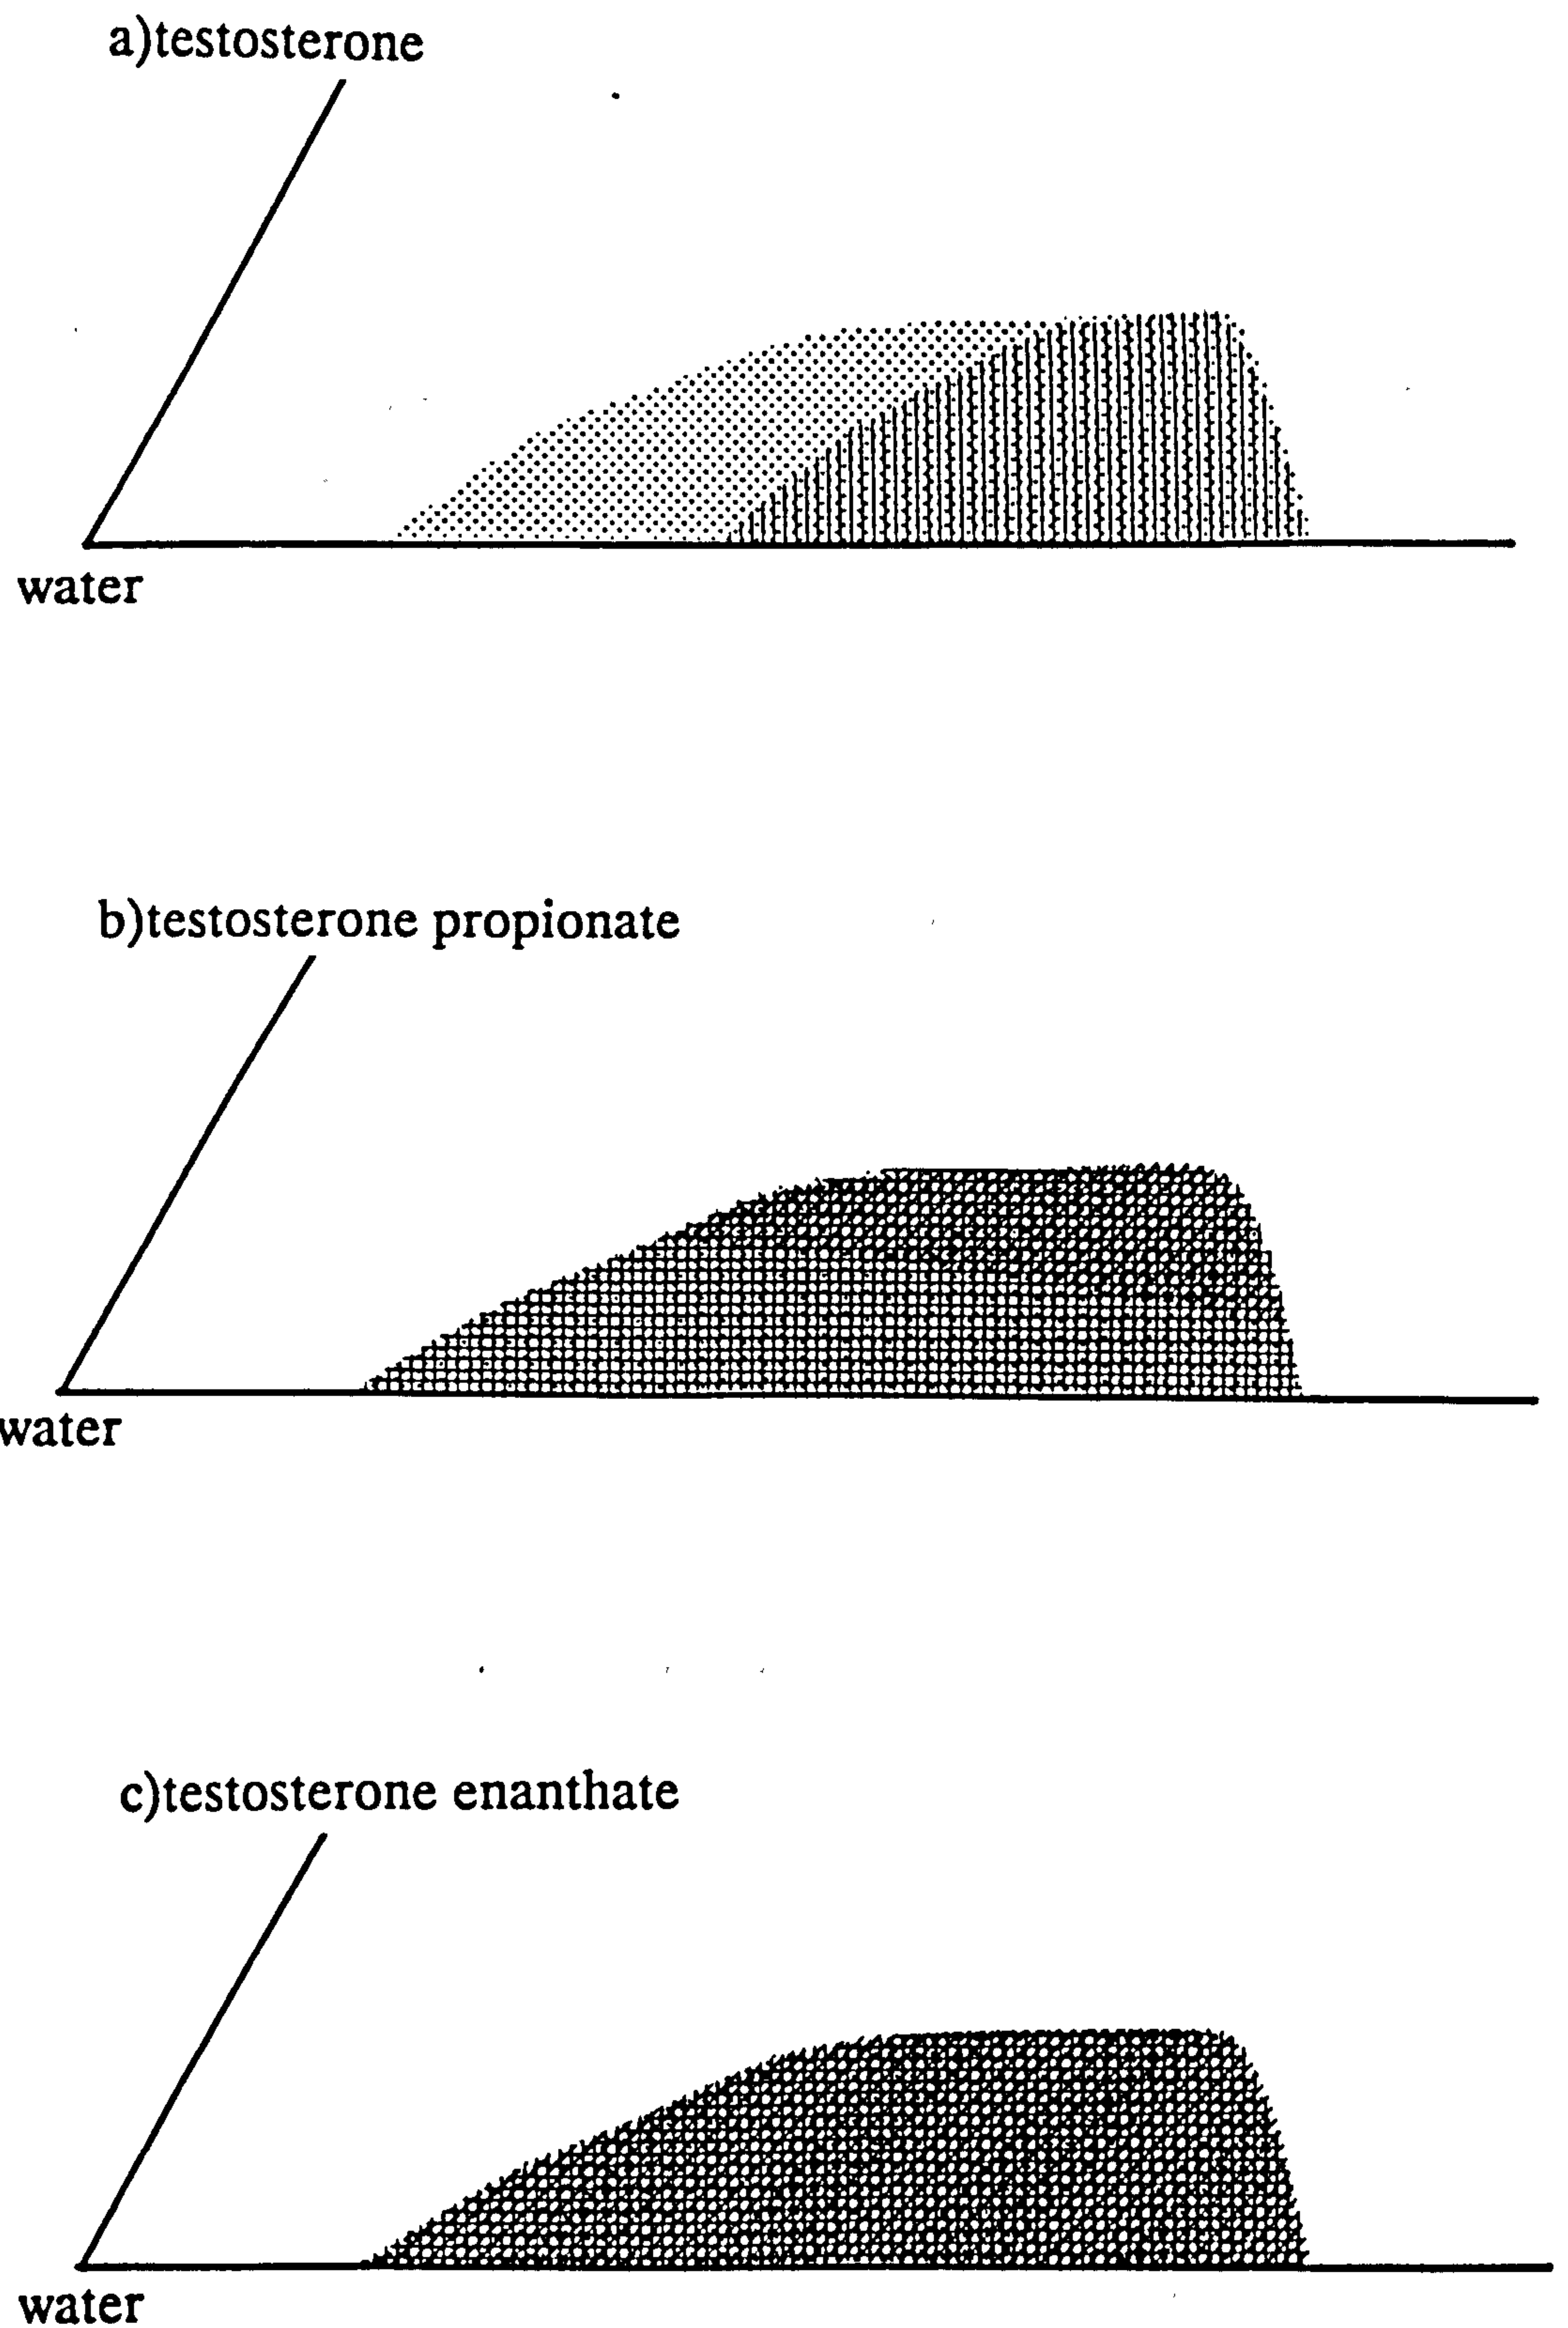 a)testosterone
water
b)testosterone propionate
water
c)testosterone enanthate
water